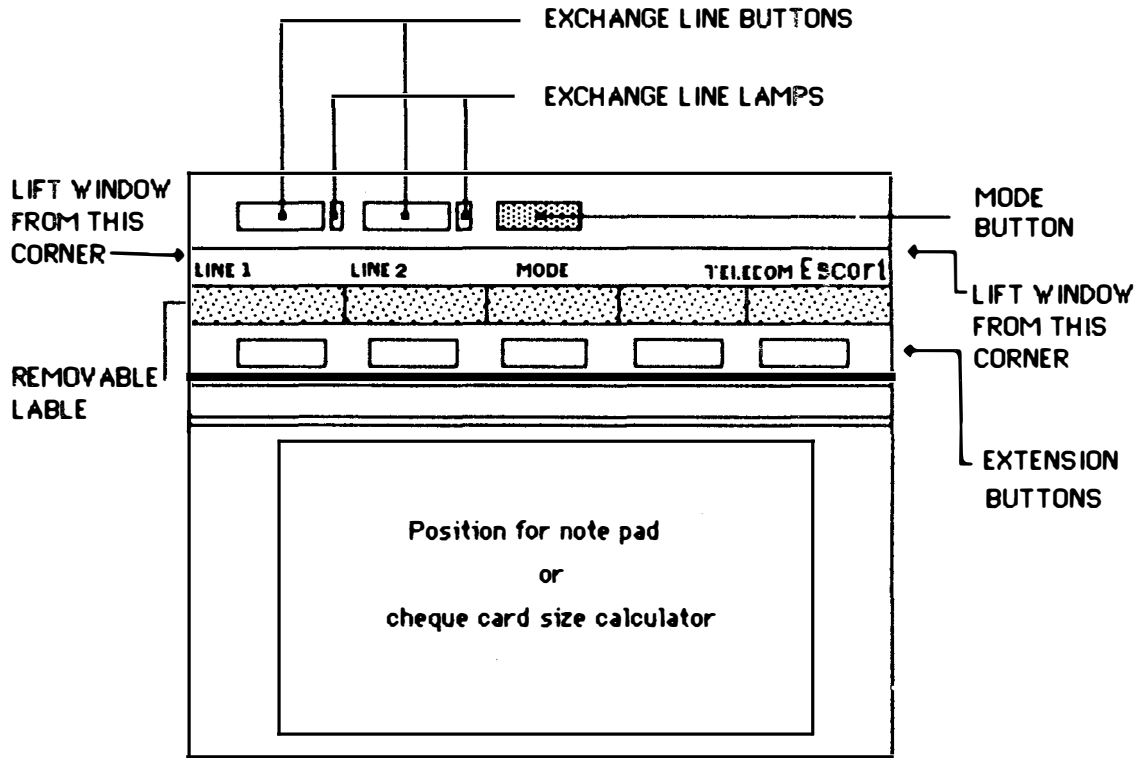 EXCHANGE LINE BUTTONS
EXCHANGE LINE LAMPS
LIFT WINDOW
FROM THIS
CORNER
MODE
BUTTON
LINE 1 LINE 2 MODE TELECOM Escort
LIFT WINDOW
FROM THIS
CORNER
REMOVABLE
LABLE
EXTENSION
BUTTONS
Position for note pad
or
cheque card size calculator